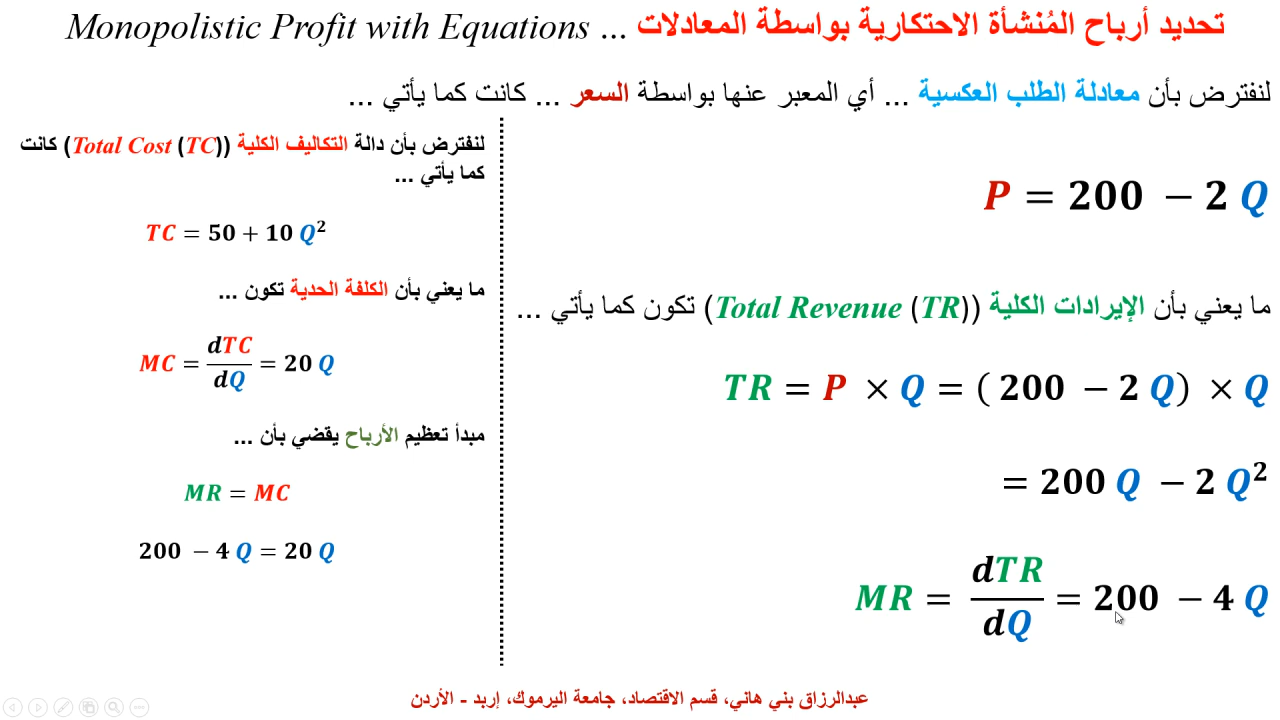 تحديد أرباح المُنشأة الاحتكارية بواسطة المعادلات ... Monopolistic Profit with Equations
لنفترض بأن معادلة الطلب العكسية ... أي المعبر عنها بواسطة السعر ... كانت كما يأتي ...
P = 200 − 2 Q
ما يعني بأن الإيرادات الكلية (Total Revenue (TR)) تكون كما يأتي ...
TR = P × Q = ( 200 − 2 Q) × Q
= 200 Q − 2 Q²
MR = dTR/dQ = 200 − 4 Q
لنفترض بأن دالة التكاليف الكلية (Total Cost (TC)) كانت
كما يأتي ...
TC = 50 + 10 Q²
ما يعني بأن الكلفة الحدية تكون ...
MC = dTC/dQ = 20 Q
مبدأ تعظيم الأرباح يقضي بأن ...
MR = MC
200 − 4 Q = 20 Q
عبدالرزاق بني هاني، قسم الاقتصاد، جامعة اليرموك، إربد - الأردن